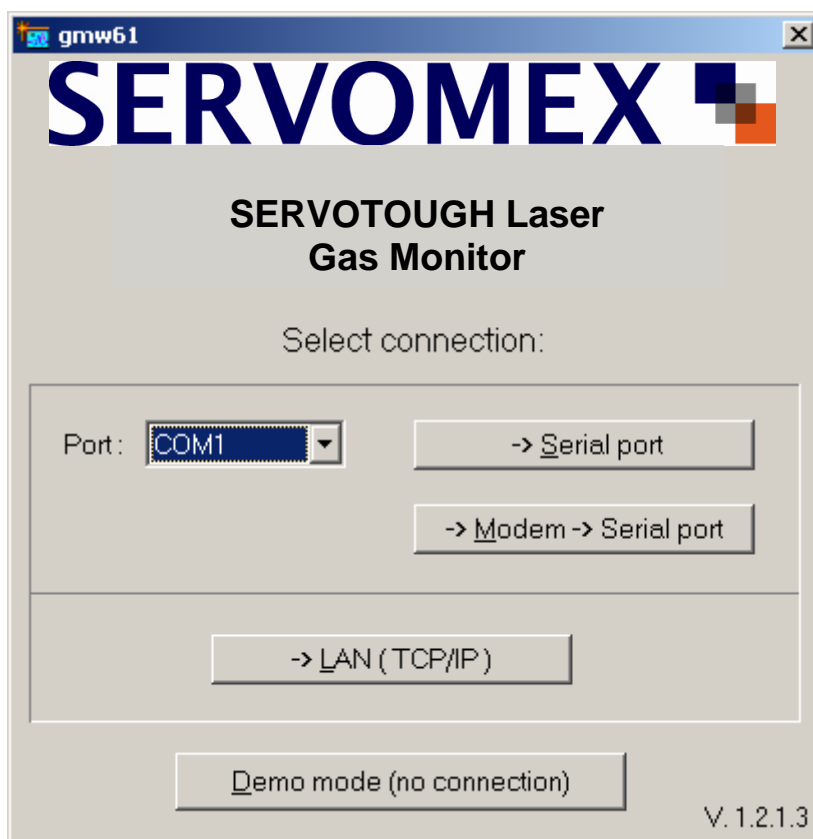 gmw61
SERVOMEX
SERVOTOUGH Laser
Gas Monitor
Select connection:
Port: COM1 -> Serial port
-> Modem -> Serial port
-> LAN ( TCP/IP )
Demo mode (no connection)
V. 1.2.1.3